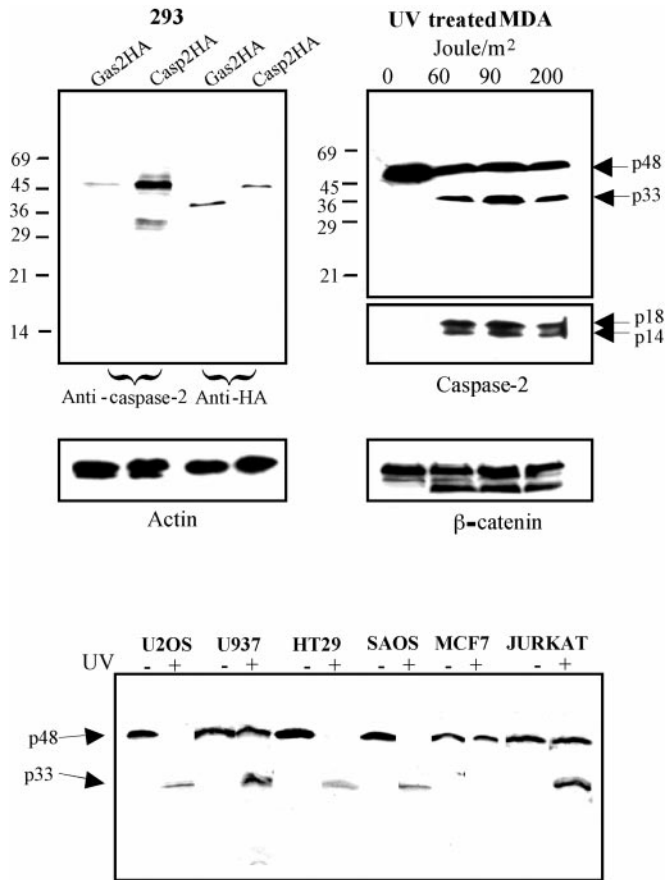 293
Gas2HA Casp2HA Gas2HA Casp2HA
69
45
36
29
21
14
Anti-caspase-2 Anti-HA
Actin
UV treated MDA
Joule/m²
0 60 90 200
69
45
36
29
21
p48
p33
p18
p14
Caspase-2
β-catenin
U2OS U937 HT29 SAOS MCF7 JURKAT
UV - + - + - + - + - + - +
p48
p33